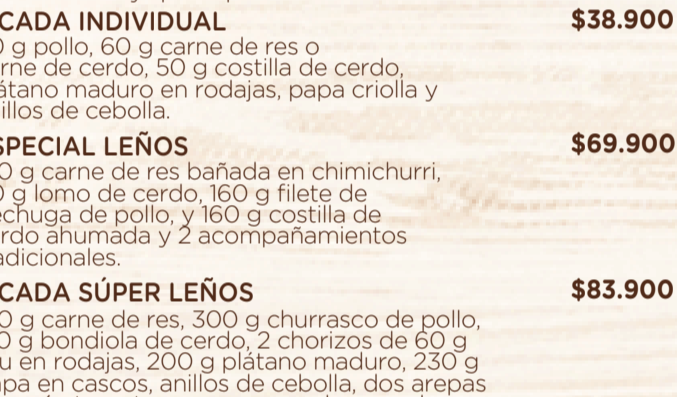 CADA INDIVIDUAL $38.900
g pollo, 60 g carne de res o
rne de cerdo, 50 g costilla de cerdo,
átano maduro en rodajas, papa criolla y
illos de cebolla.
SPECIAL LEÑOS $69.900
0 g carne de res bañada en chimichurri,
g lomo de cerdo, 160 g filete de
chuga de pollo, y 160 g costilla de
rdo ahumada y 2 acompañamientos
adicionales.
CADA SÚPER LEÑOS $83.900
0 g carne de res, 300 g churrasco de pollo,
0 g bondiola de cerdo, 2 chorizos de 60 g
u en rodajas, 200 g plátano maduro, 230 g
pa en cascos, anillos de cebolla, dos arepas